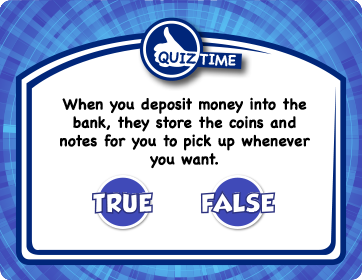 QUIZ TIME
When you deposit money into the
bank, they store the coins and
notes for you to pick up whenever
you want.
TRUE FALSE